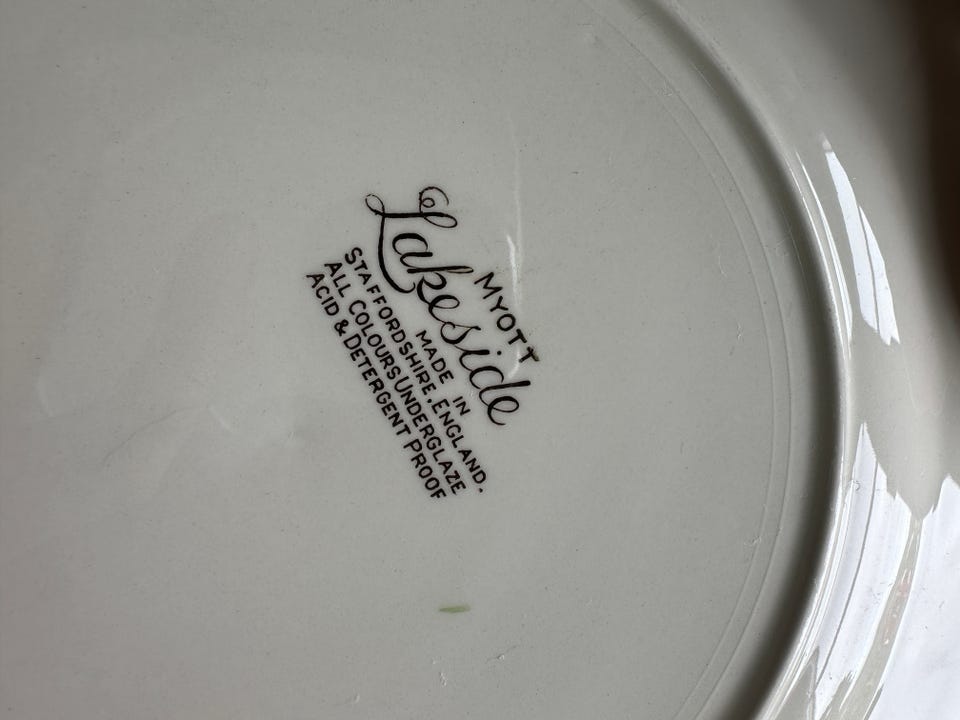 MYOTT
Lakeside
MADE IN
STAFFORDSHIRE, ENGLAND.
ALL COLOURS UNDERGLAZE
ACID & DETERGENT PROOF